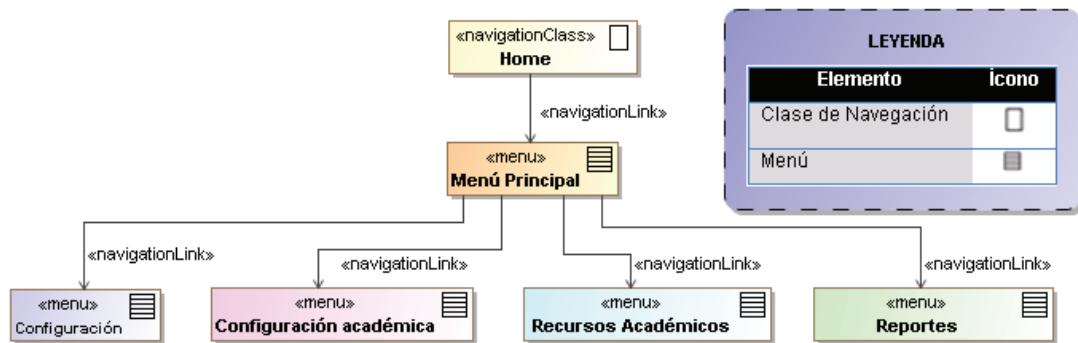 «navigationClass»
Home
LEYENDA
Elemento Ícono
Clase de Navegación
Menú
«navigationLink»
«menu»
Menú Principal
«navigationLink»
«navigationLink»
«navigationLink»
«navigationLink»
«menu»
Configuración
«menu»
Configuración académica
«menu»
Recursos Académicos
«menu»
Reportes